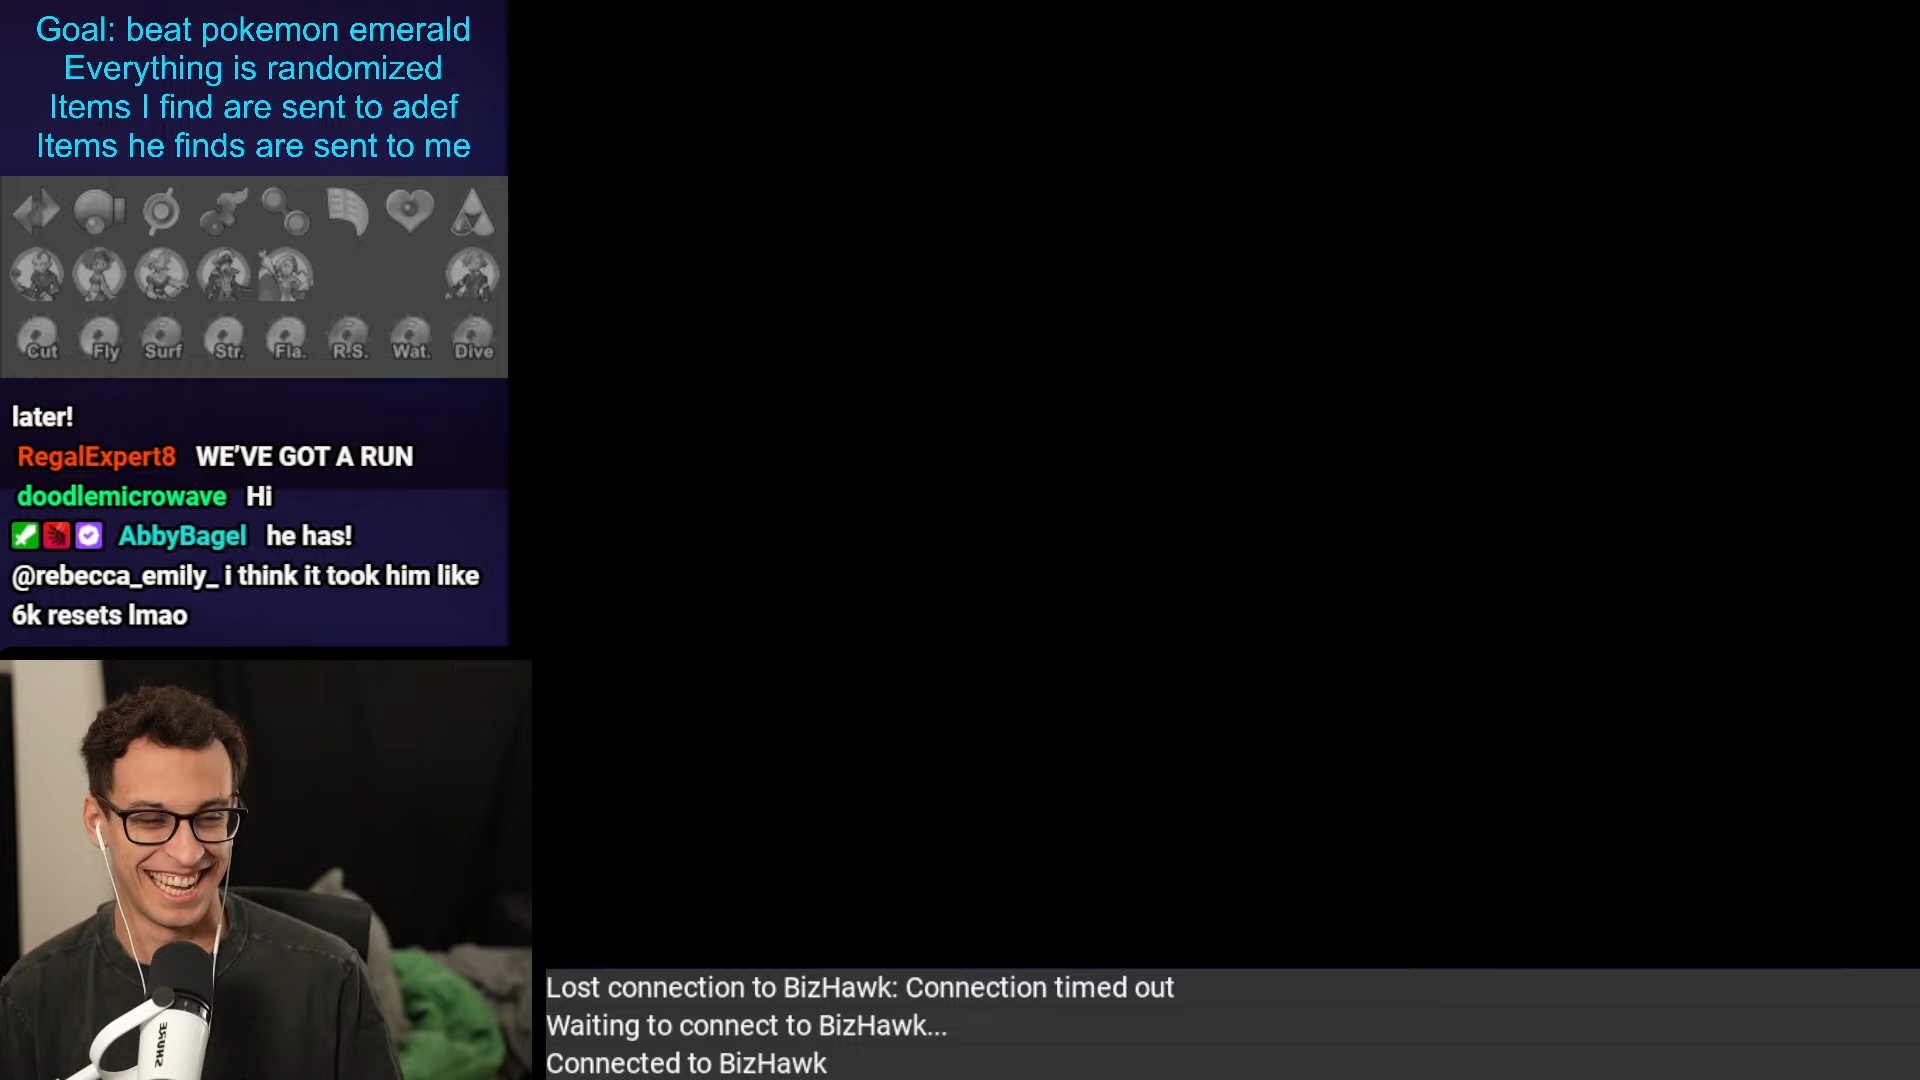 Goal: beat pokemon emerald
Everything is randomized
Items I find are sent to adef
Items he finds are sent to me
Cut Fly Surf Str. Fla. R.S. Wat. Dive
later!
RegalExpert8 WE'VE GOT A RUN
doodlemicrowave Hi
AbbyBagel he has!
@rebecca_emily_ i think it took him like
6k resets lmao
SHURE
Lost connection to BizHawk: Connection timed out
Waiting to connect to BizHawk...
Connected to BizHawk